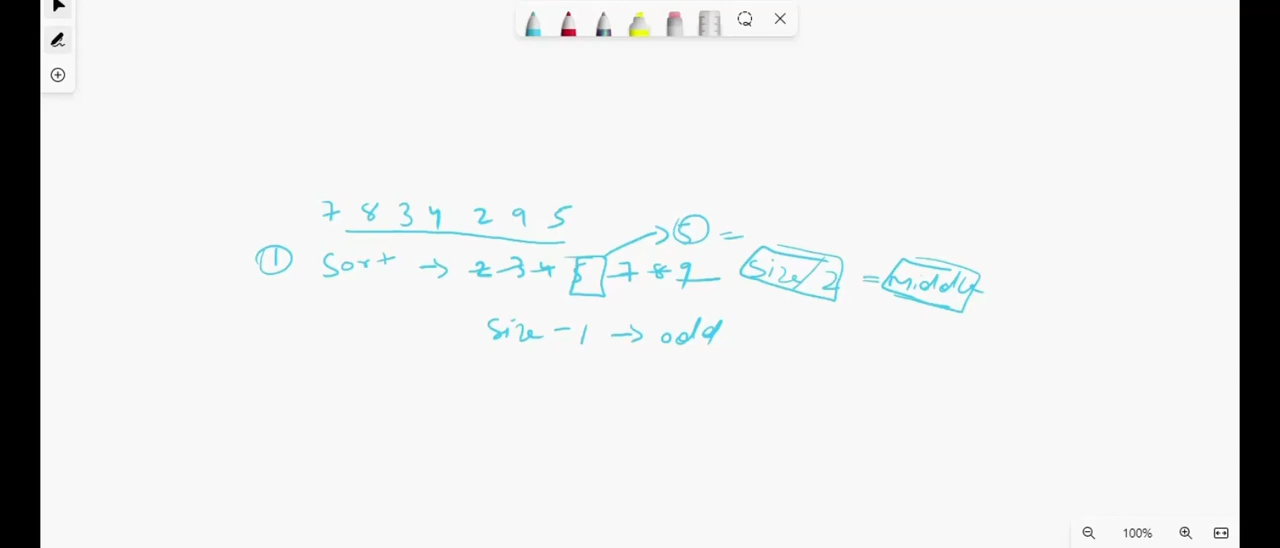 7 8 3 4 2 9 5
① Sort → 2 3 4 5 7 8 9 → 5 = size/2 = middle
size - 1 → odd
100%